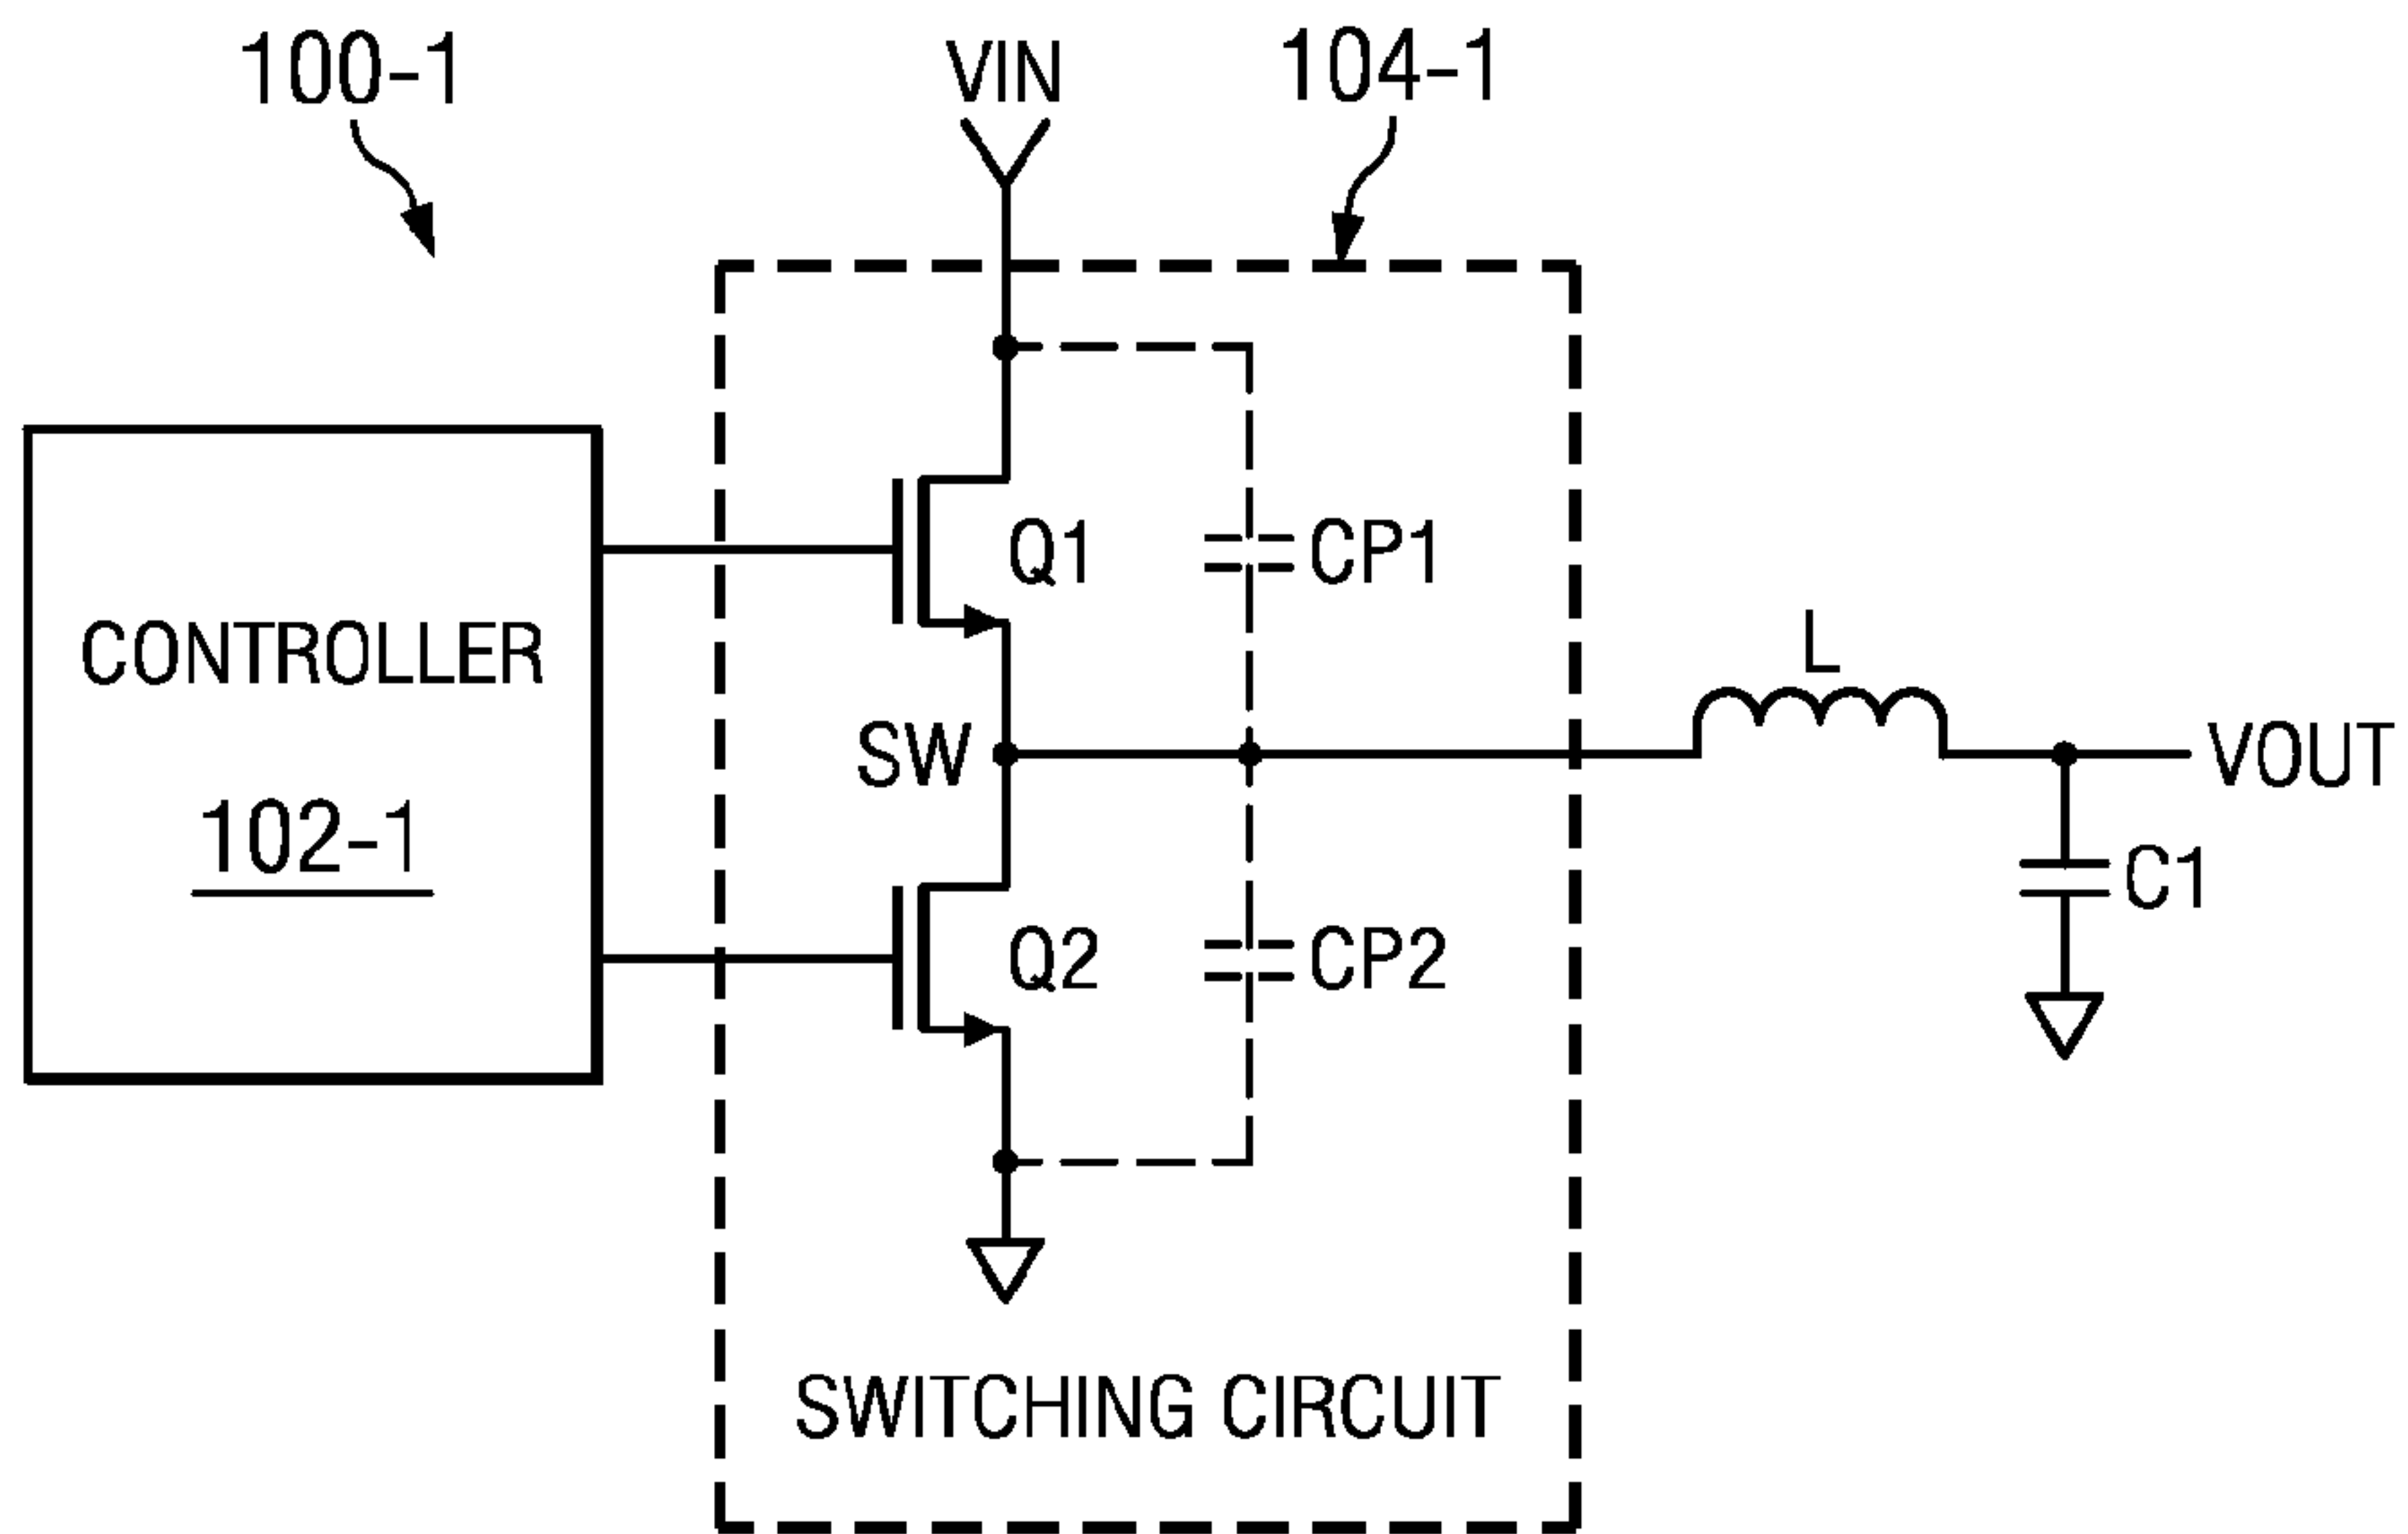 100-1
VIN
104-1
Q1
CP1
CONTROLLER
102-1
SW
L
VOUT
C1
Q2
CP2
SWITCHING CIRCUIT